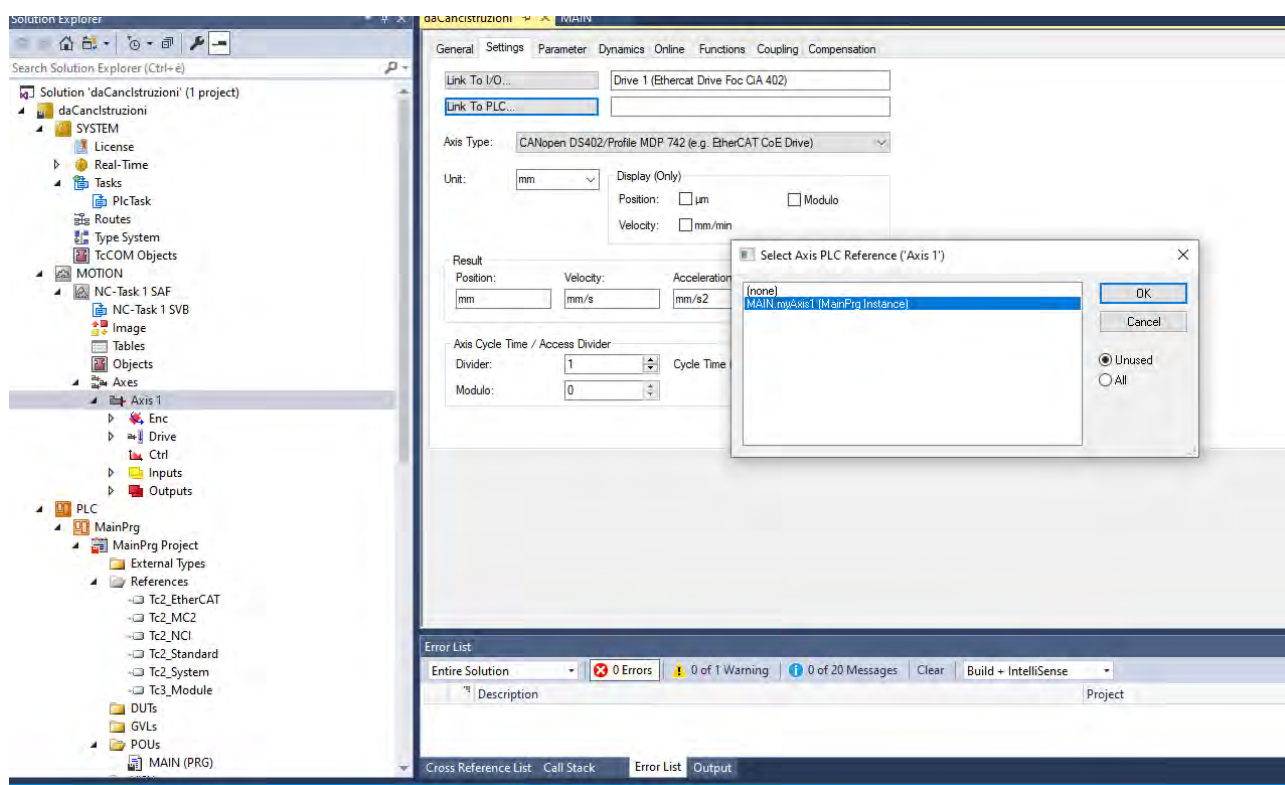 Solution Explorer
Search Solution Explorer (Ctrl+è)
Solution 'daCancIstruzioni' (1 project)
daCancIstruzioni
SYSTEM
License
Real-Time
Tasks
PlcTask
Routes
Type System
TcCOM Objects
MOTION
NC-Task 1 SAF
NC-Task 1 SVB
Image
Tables
Objects
Axes
Axis 1
Enc
Drive
Ctrl
Inputs
Outputs
PLC
MainPrg
MainPrg Project
External Types
References
Tc2_EtherCAT
Tc2_MC2
Tc2_NCI
Tc2_Standard
Tc2_System
Tc3_Module
DUTs
GVLs
POUs
MAIN (PRG)
daCancIstruzioni MAIN
General Settings Parameter Dynamics Online Functions Coupling Compensation
Link To I/O... Drive 1 (Ethercat Drive Foc CiA 402)
Link To PLC...
Axis Type: CANopen DS402/Profile MDP 742 (e.g. EtherCAT CoE Drive)
Unit: mm Display (Only)
Position: µm Modulo
Velocity: mm/min
Result
Position: Velocity: Acceleration
mm mm/s mm/s2
Axis Cycle Time / Access Divider
Divider: 1 Cycle Time
Modulo: 0
Select Axis PLC Reference ('Axis 1')
(none)
MAIN.myAxis1 (MainPrg Instance)
OK
Cancel
Unused
All
Error List
Entire Solution 0 Errors 0 of 1 Warning 0 of 20 Messages Clear Build + IntelliSense
Description Project
Cross Reference List Call Stack Error List Output